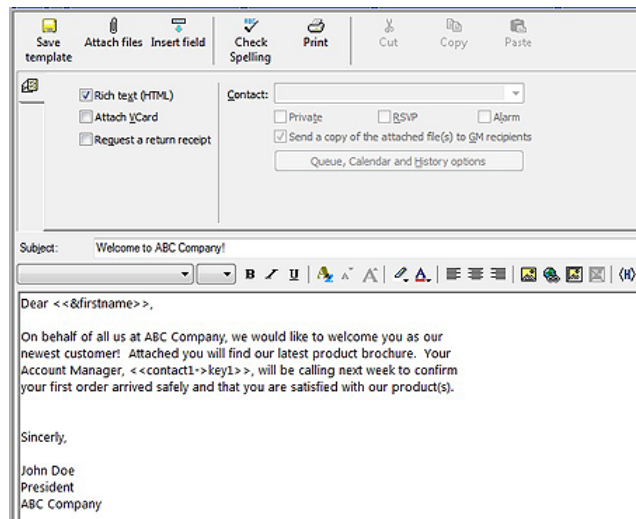 Save template
Attach files
Insert field
Check Spelling
Print
Cut
Copy
Paste
Rich text (HTML)
Attach VCard
Request a return receipt
Contact:
Private
RSVP
Alarm
Send a copy of the attached file(s) to GM recipients
Queue, Calendar and History options
Subject: Welcome to ABC Company!
B I U
Dear <<&firstname>>,
On behalf of all us at ABC Company, we would like to welcome you as our
newest customer! Attached you will find our latest product brochure. Your
Account Manager, <<contact1->key1>>, will be calling next week to confirm
your first order arrived safely and that you are satisfied with our product(s).
Sincerly,
John Doe
President
ABC Company